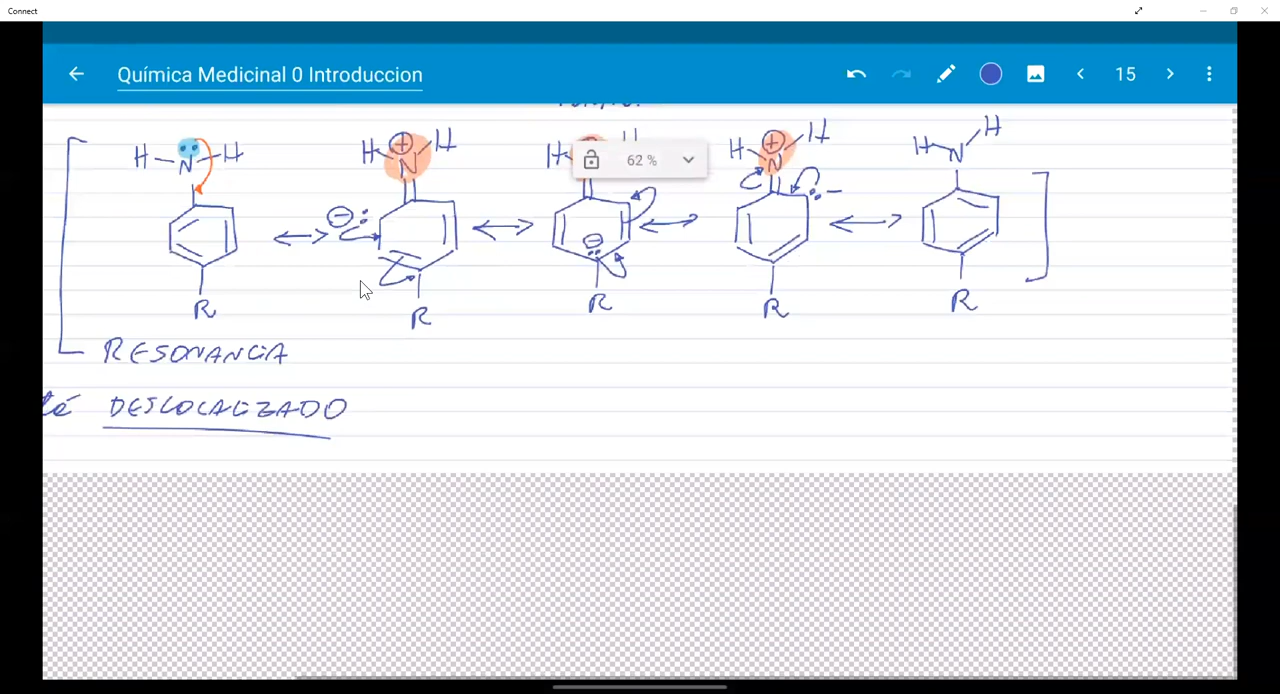 Connect
Química Medicinal 0 Introduccion
15
62 %
H N H
H N H
H H
H N H
H N H
R R R R R
RESONANCIA
DESLOCALIZADO